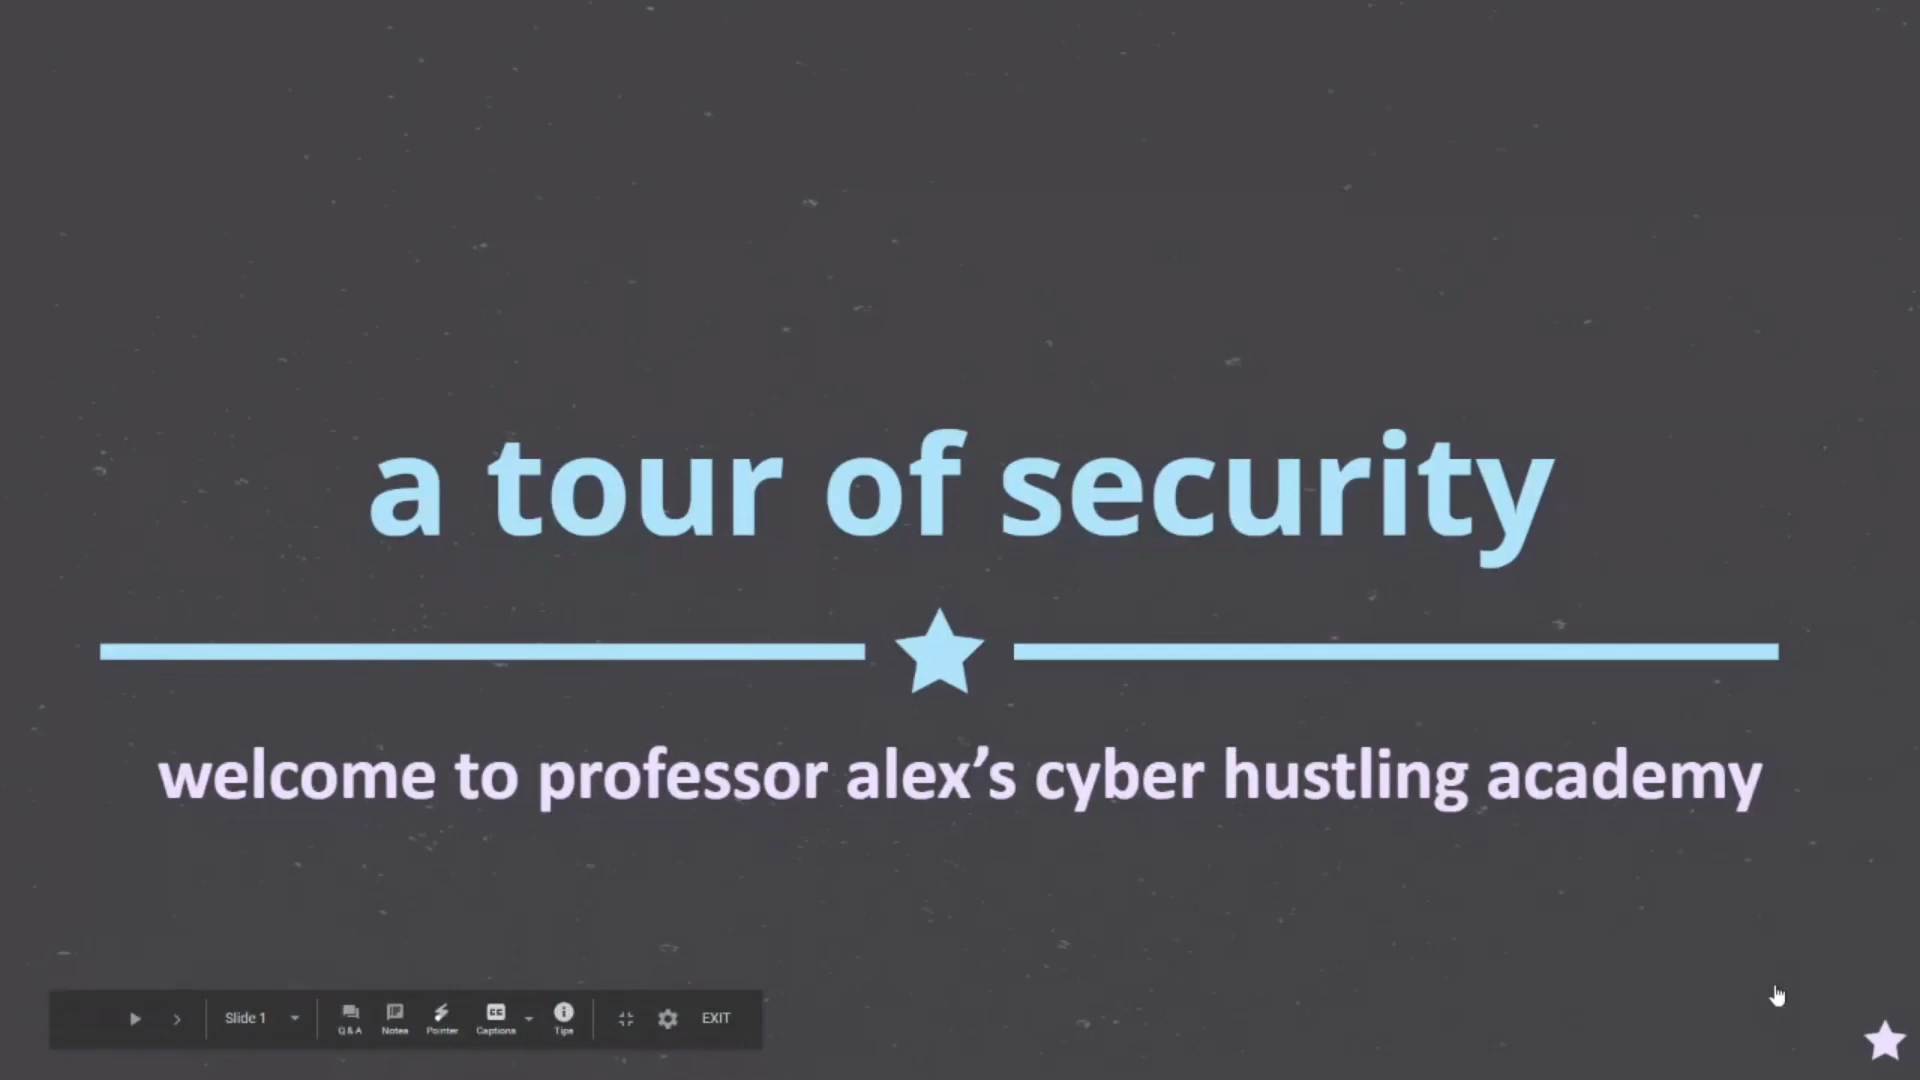 a tour of security
welcome to professor alex’s cyber hustling academy
Slide 1
Q & A
Notes
Pointer
Captions
Tips
EXIT